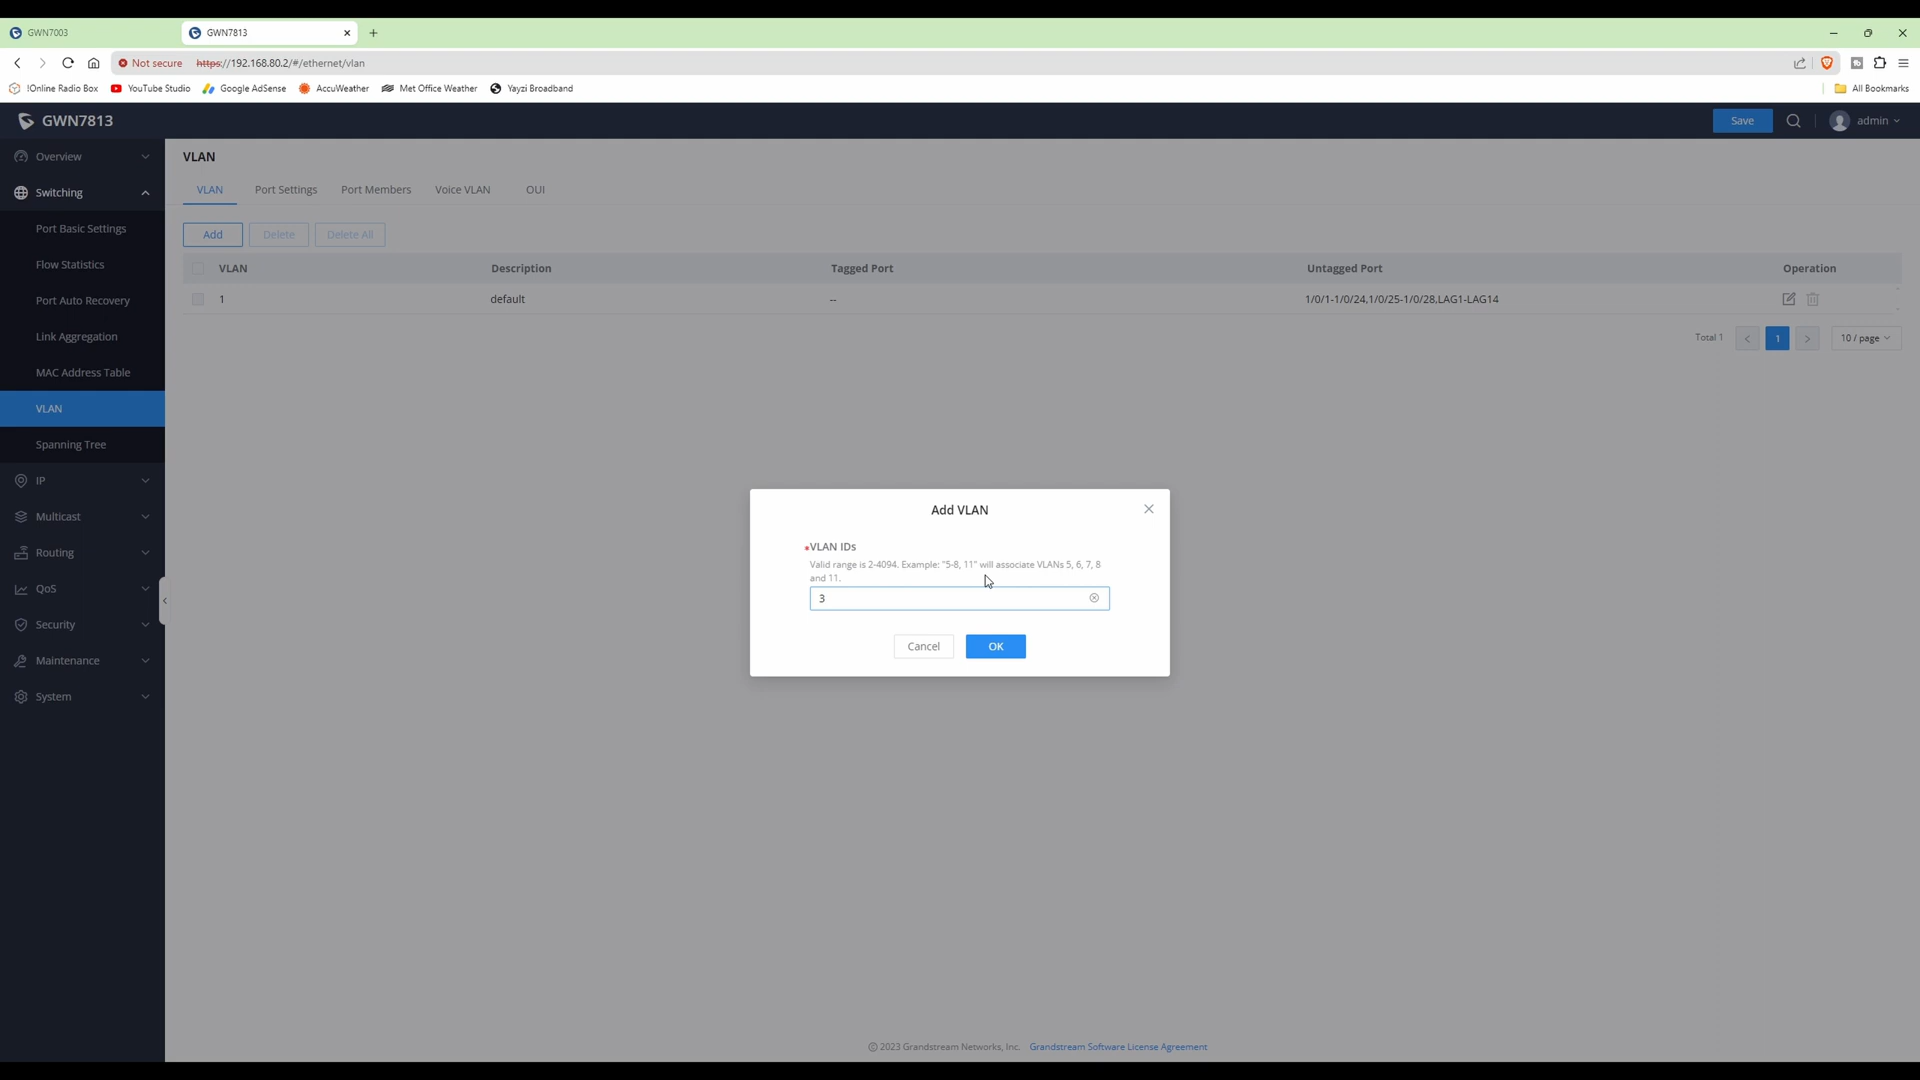 GWN7003
GWN7813
Not secure https://192.168.80.2/#/ethernet/vlan
!Online Radio Box YouTube Studio Google AdSense AccuWeather Met Office Weather Yayzi Broadband All Bookmarks
GWN7813 Save admin
Overview
Switching
Port Basic Settings
Flow Statistics
Port Auto Recovery
Link Aggregation
MAC Address Table
VLAN
Spanning Tree
IP
Multicast
Routing
QoS
Security
Maintenance
System
VLAN
VLAN Port Settings Port Members Voice VLAN OUI
Add Delete Delete All
VLAN Description Tagged Port Untagged Port Operation
1 default -- 1/0/1-1/0/24,1/0/25-1/0/28,LAG1-LAG14
Total 1 < 1 > 10 / page
Add VLAN
VLAN IDs
Valid range is 2-4094. Example: "5-8, 11" will associate VLANs 5, 6, 7, 8
and 11.
3
Cancel OK
© 2023 Grandstream Networks, Inc. Grandstream Software License Agreement